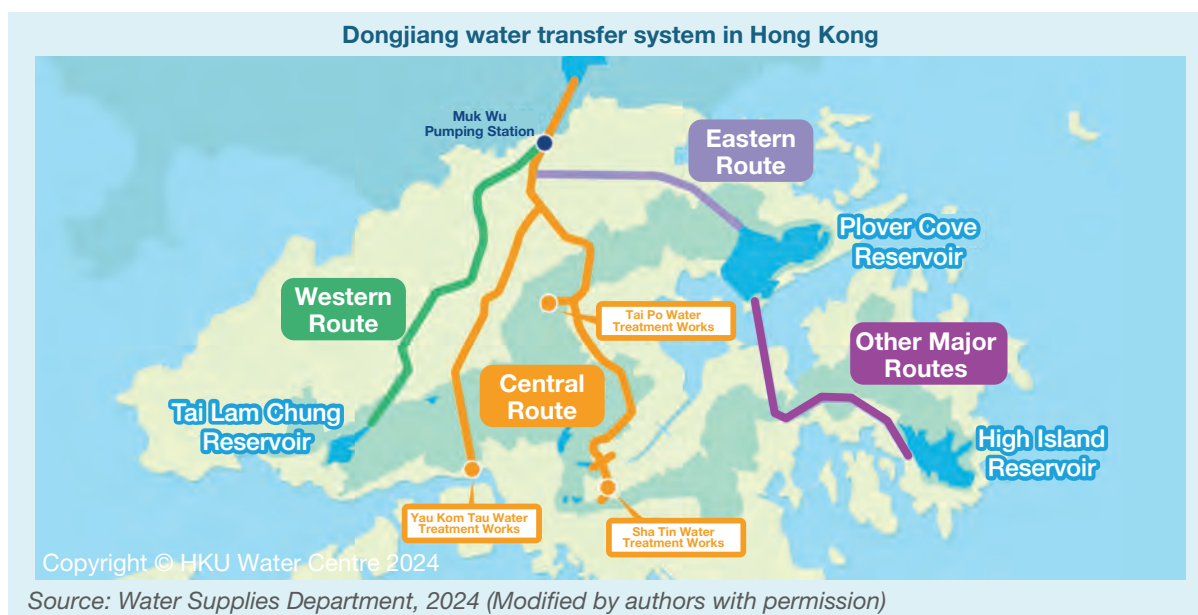 Dongjiang water transfer system in Hong Kong
Muk Wu
Pumping Station
Eastern
Route
Plover Cove
Reservoir
Western
Route
Tai Po Water
Treatment Works
Other Major
Routes
Central
Route
Tai Lam Chung
Reservoir
High Island
Reservoir
Yau Kom Tau Water
Treatment Works
Sha Tin Water
Treatment Works
Copyright © HKU Water Centre 2024
Source: Water Supplies Department, 2024 (Modified by authors with permission)